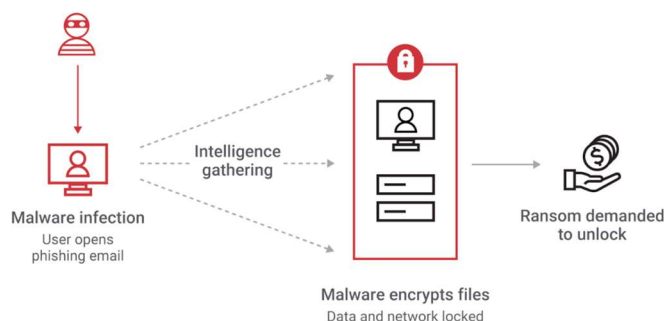 Malware infection
User opens
phishing email
Intelligence
gathering
Malware encrypts files
Data and network locked
$
Ransom demanded
to unlock